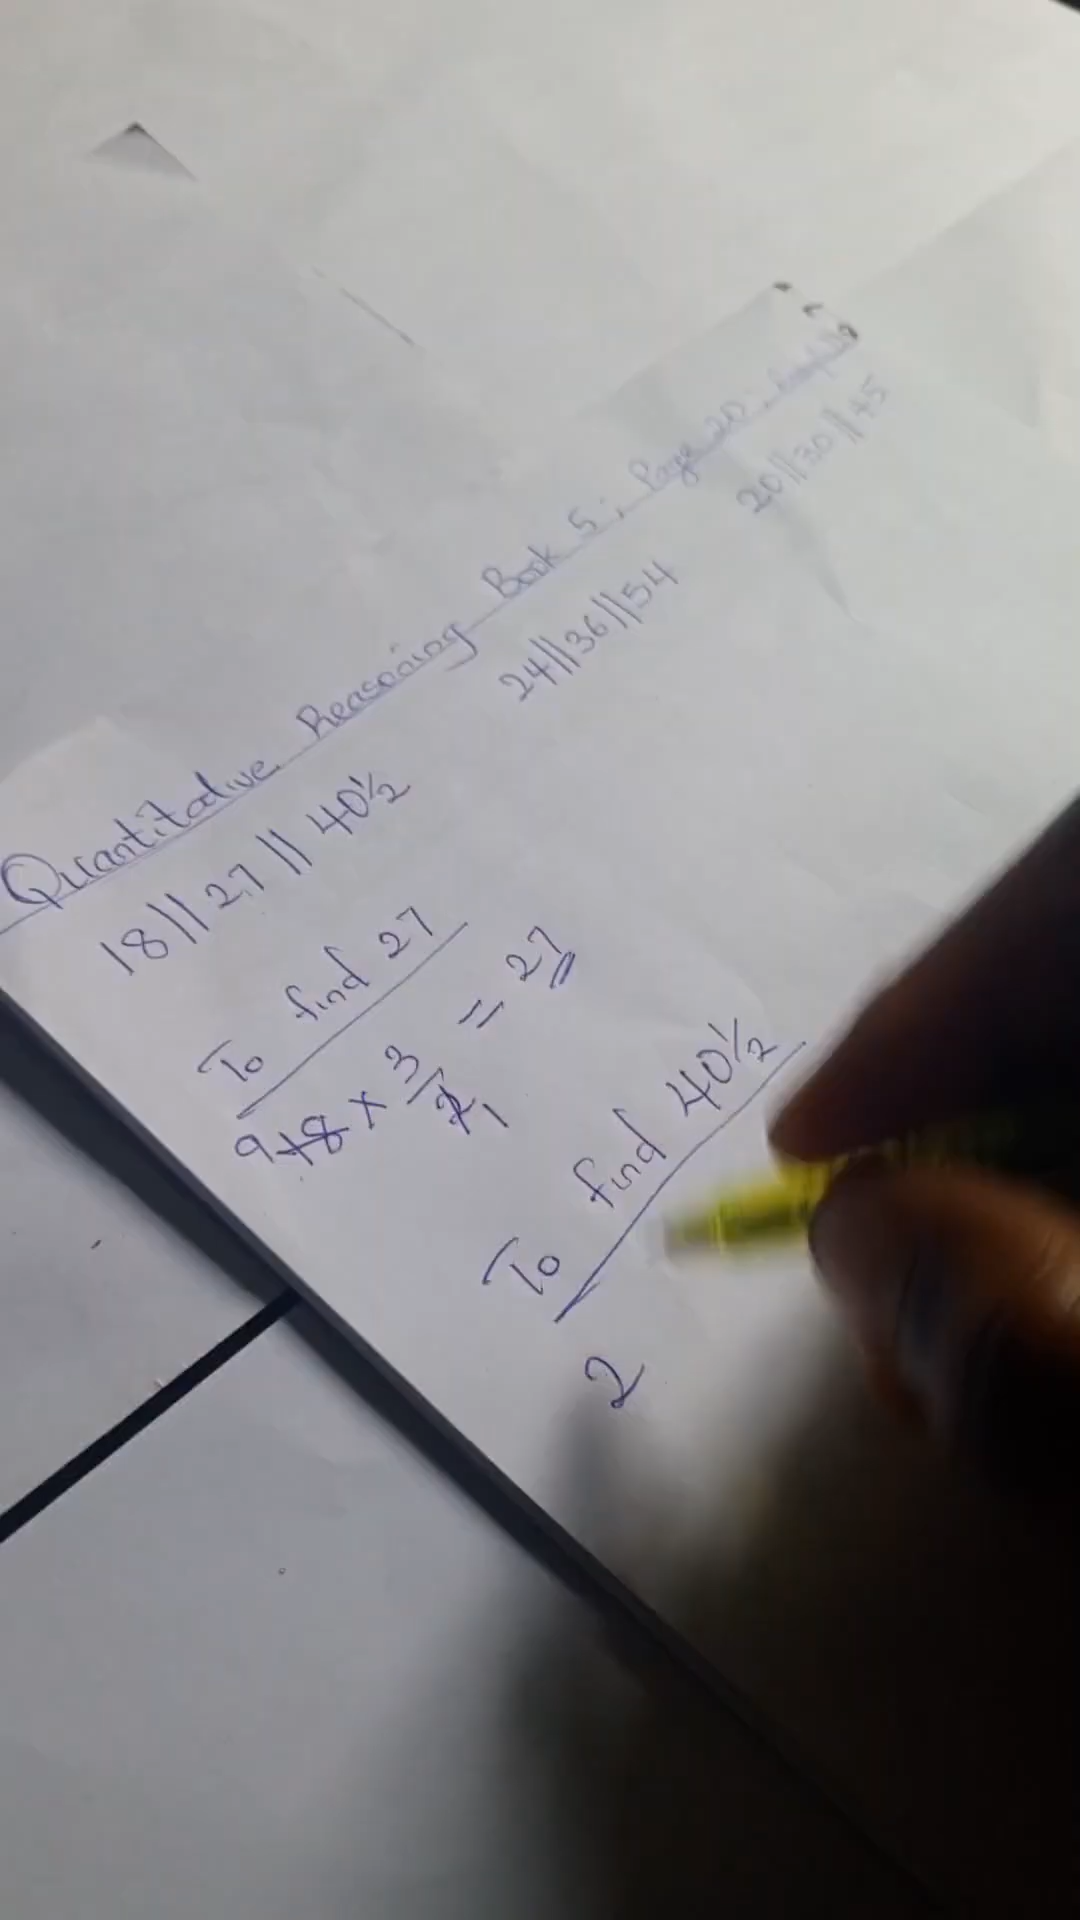 Quantitative Reasoning Book 5; Page 20;
18||27||40½ 24||36||54 20||30||45
To find 27
9 18 × 3/2 1 = 27
To find 40½
2